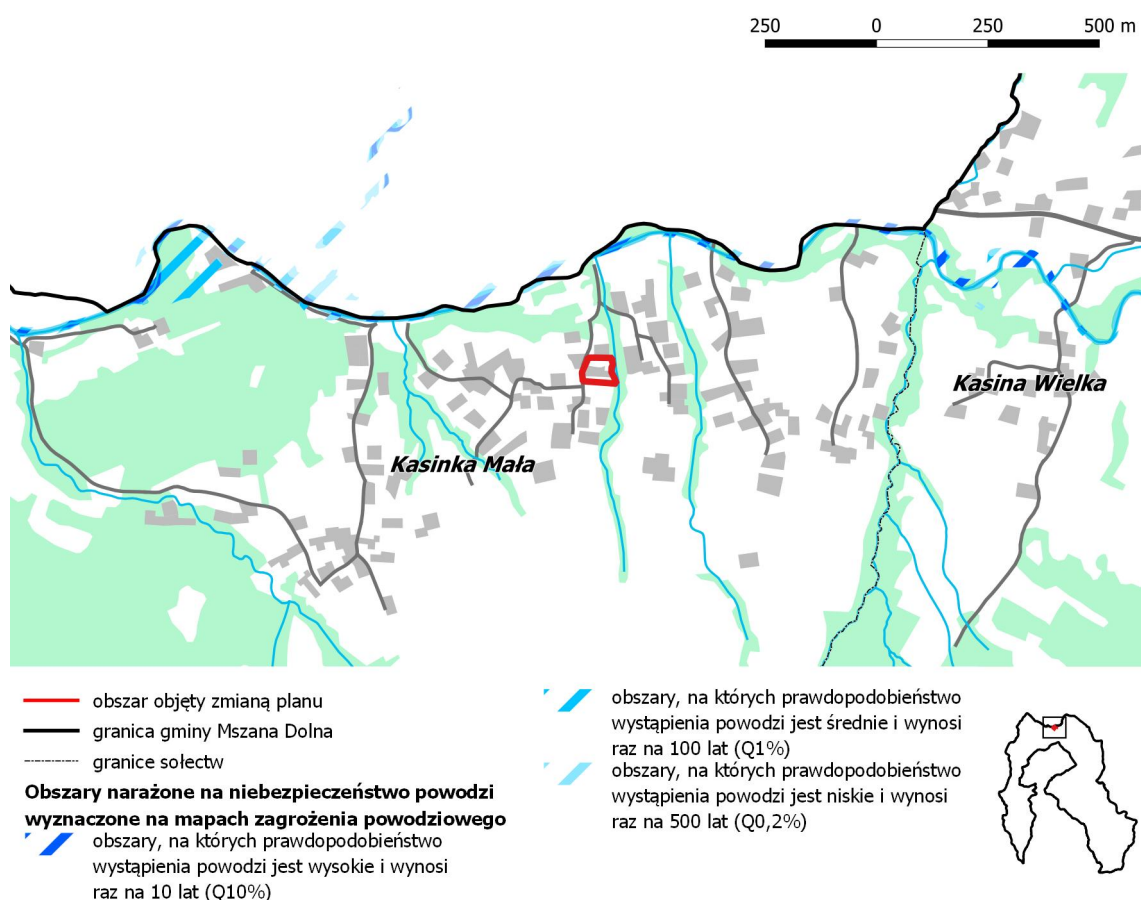 250 0 250 500 m
Kasina Wielka
Kasinka Mała
obszar objęty zmianą planu
granica gminy Mszana Dolna
granice sołectw
Obszary narażone na niebezpieczeństwo powodzi
wyznaczone na mapach zagrożenia powodziowego
obszary, na których prawdopodobieństwo
wystąpienia powodzi jest wysokie i wynosi
raz na 10 lat (Q10%)
obszary, na których prawdopodobieństwo
wystąpienia powodzi jest średnie i wynosi
raz na 100 lat (Q1%)
obszary, na których prawdopodobieństwo
wystąpienia powodzi jest niskie i wynosi
raz na 500 lat (Q0,2%)